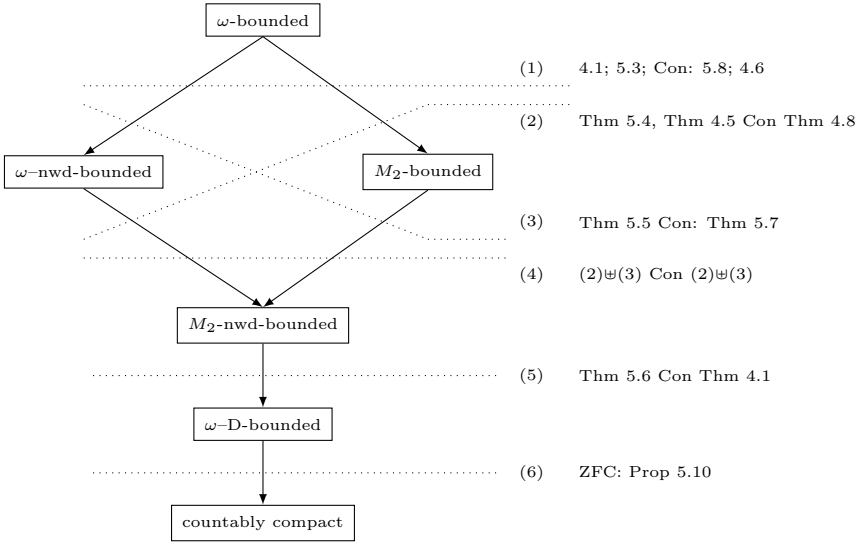 ω-bounded
(1) 4.1; 5.3; Con: 5.8; 4.6
(2) Thm 5.4, Thm 4.5 Con Thm 4.8
ω–nwd-bounded
M₂-bounded
(3) Thm 5.5 Con: Thm 5.7
(4) (2)⊎(3) Con (2)⊎(3)
M₂-nwd-bounded
(5) Thm 5.6 Con Thm 4.1
ω–D-bounded
(6) ZFC: Prop 5.10
countably compact